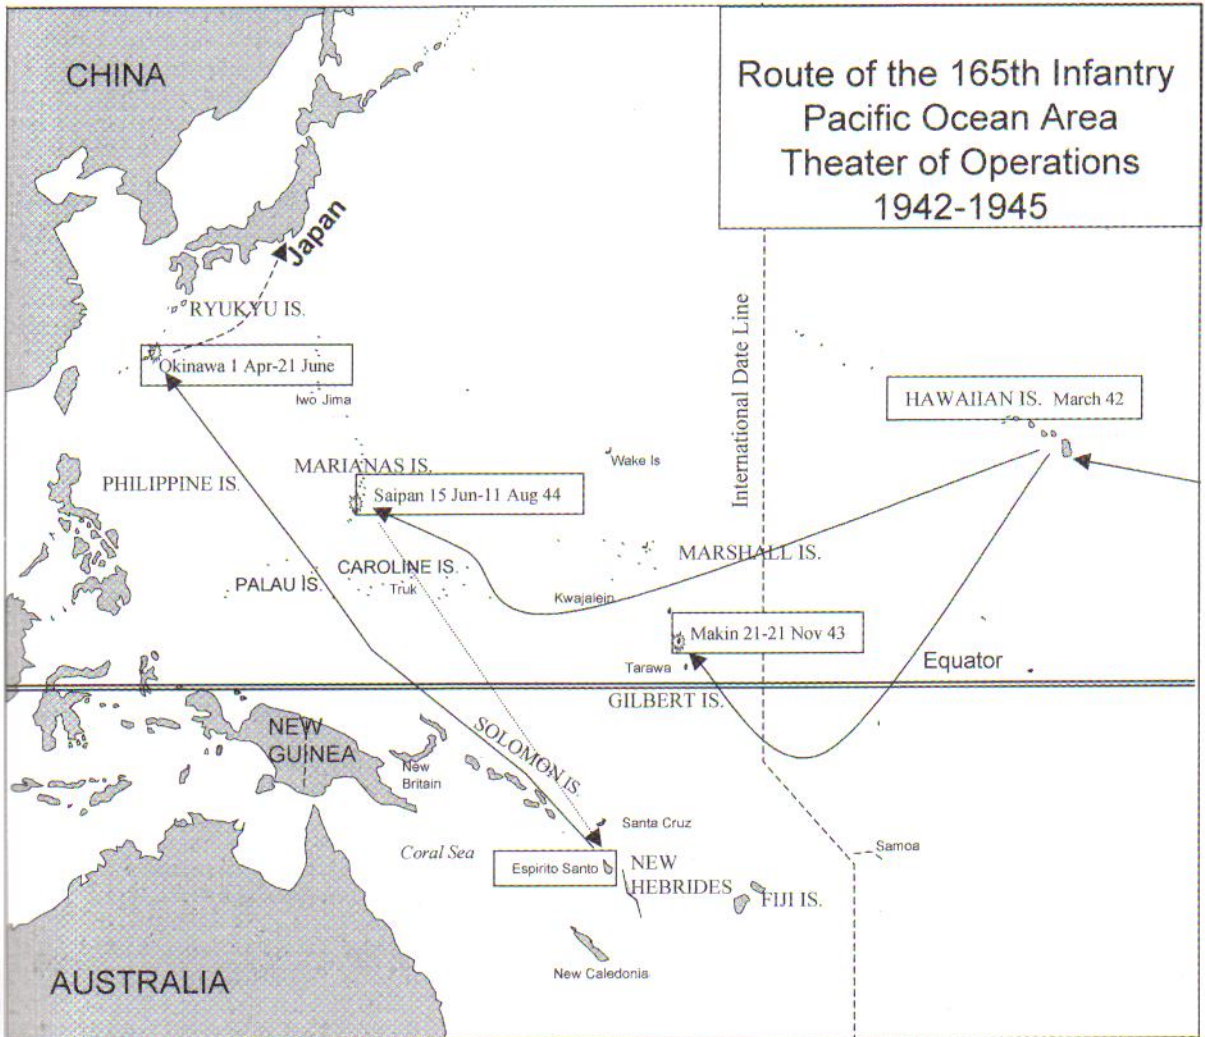 CHINA
Route of the 165th Infantry
Pacific Ocean Area
Theater of Operations
1942-1945
Japan
RYUKYU IS.
Okinawa 1 Apr-21 June
Iwo Jima
International Date Line
HAWAIIAN IS. March 42
PHILIPPINE IS.
MARIANAS IS.
Wake Is
Saipan 15 Jun-11 Aug 44
MARSHALL IS.
PALAU IS.
CAROLINE IS.
Truk
Kwajalein
Makin 21-21 Nov 43
Tarawa
Equator
GILBERT IS.
NEW
GUINEA
New
Britain
SOLOMON IS.
Santa Cruz
Coral Sea
Espirito Santo
NEW
HEBRIDES
Samoa
FIJI IS.
New Caledonia
AUSTRALIA